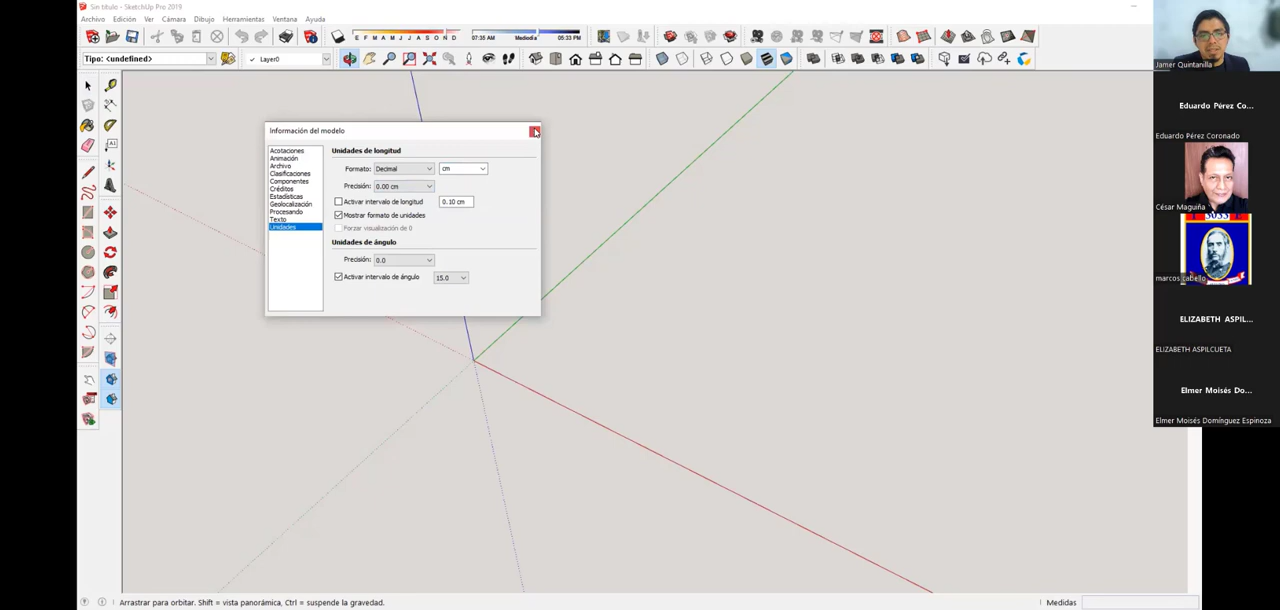 Sin título - SketchUp Pro 2019
Archivo Edición Ver Cámara Dibujo Herramientas Ventana Ayuda
E F M A M J J A S O N D 07:35 AM Mediodía 05:33 PM
Tipo: <undefined> Layer0
Información del modelo
Acotaciones
Animación
Archivo
Clasificaciones
Componentes
Créditos
Estadísticas
Geolocalización
Procesando
Texto
Unidades
Unidades de longitud
Formato: Decimal cm
Precisión: 0.00 cm
Activar intervalo de longitud 0.10 cm
Mostrar formato de unidades
Forzar visualización de 0
Unidades de ángulo
Precisión: 0.0
Activar intervalo de ángulo 15.0
Arrastrar para orbitar. Shift = vista panorámica, Ctrl = suspende la gravedad.
Medidas
Jamer Quintanilla
Eduardo Pérez Co...
Eduardo Pérez Coronado
César Maguiña
marcos cabello
ELIZABETH ASPIL...
ELIZABETH ASPILCUETA
Elmer Moisés Do...
Elmer Moisés Domínguez Espinoza